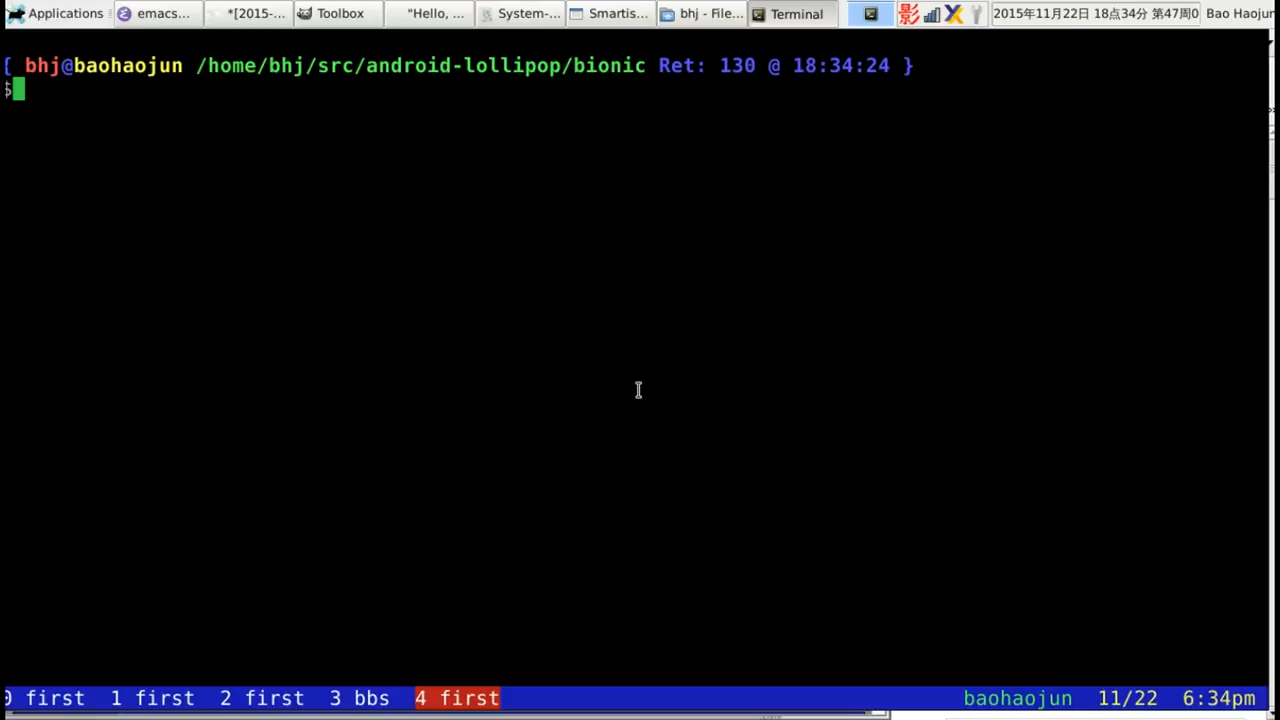 Applications emacs... *[2015-... Toolbox "Hello, ... System-... Smartis... bhj - File... Terminal 影 2015年11月22日 18点34分 第47周0 Bao Haojun
{ bhj@baohaojun /home/bhj/src/android-lollipop/bionic Ret: 130 @ 18:34:24 }
$
0 first 1 first 2 first 3 bbs 4 first baohaojun 11/22 6:34pm